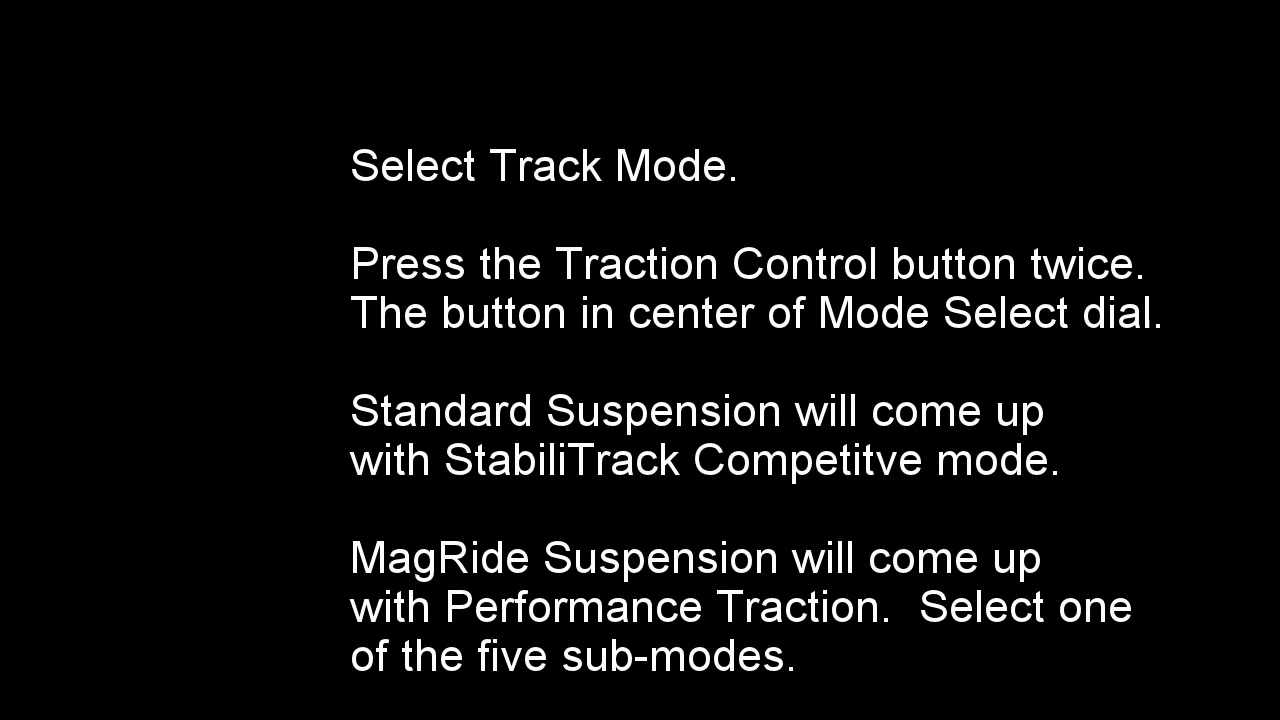 Select Track Mode.
Press the Traction Control button twice.
The button in center of Mode Select dial.
Standard Suspension will come up
with StabiliTrack Competitve mode.
MagRide Suspension will come up
with Performance Traction.  Select one
of the five sub-modes.